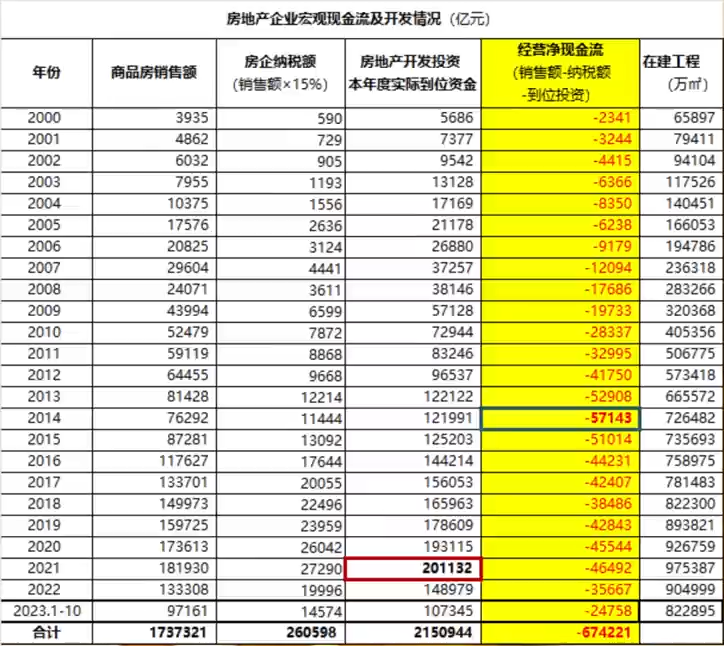 房地产企业宏观现金流及开发情况（亿元）
年份 商品房销售额 房企纳税额 (销售额×15%) 房地产开发投资 本年度实际到位资金 经营净现金流 (销售额-纳税额 -到位投资) 在建工程 (万㎡)
2000 3935 590 5686 -2341 65897
2001 4862 729 7377 -3244 79411
2002 6032 905 9542 -4415 94104
2003 7955 1193 13128 -6366 117526
2004 10375 1556 17169 -8350 140451
2005 17576 2636 21178 -6238 166053
2006 20825 3124 26880 -9179 194786
2007 29604 4441 37257 -12094 236318
2008 24071 3611 38146 -17686 283266
2009 43994 6599 57128 -19733 320368
2010 52479 7872 72944 -28337 405356
2011 59119 8868 83246 -32995 506775
2012 64455 9668 96537 -41750 573418
2013 81428 12214 122122 -52908 665572
2014 76292 11444 121991 -57143 726482
2015 87281 13092 125203 -51014 735693
2016 117627 17644 144214 -44231 758975
2017 133701 20055 156053 -42407 781483
2018 149973 22496 165963 -38486 822300
2019 159725 23959 178609 -42843 893821
2020 173613 26042 193115 -45544 926759
2021 181930 27290 201132 -46492 975387
2022 133308 19996 148979 -35667 904999
2023.1-10 97161 14574 107345 -24758 822895
合计 1737321 260598 2150944 -674221